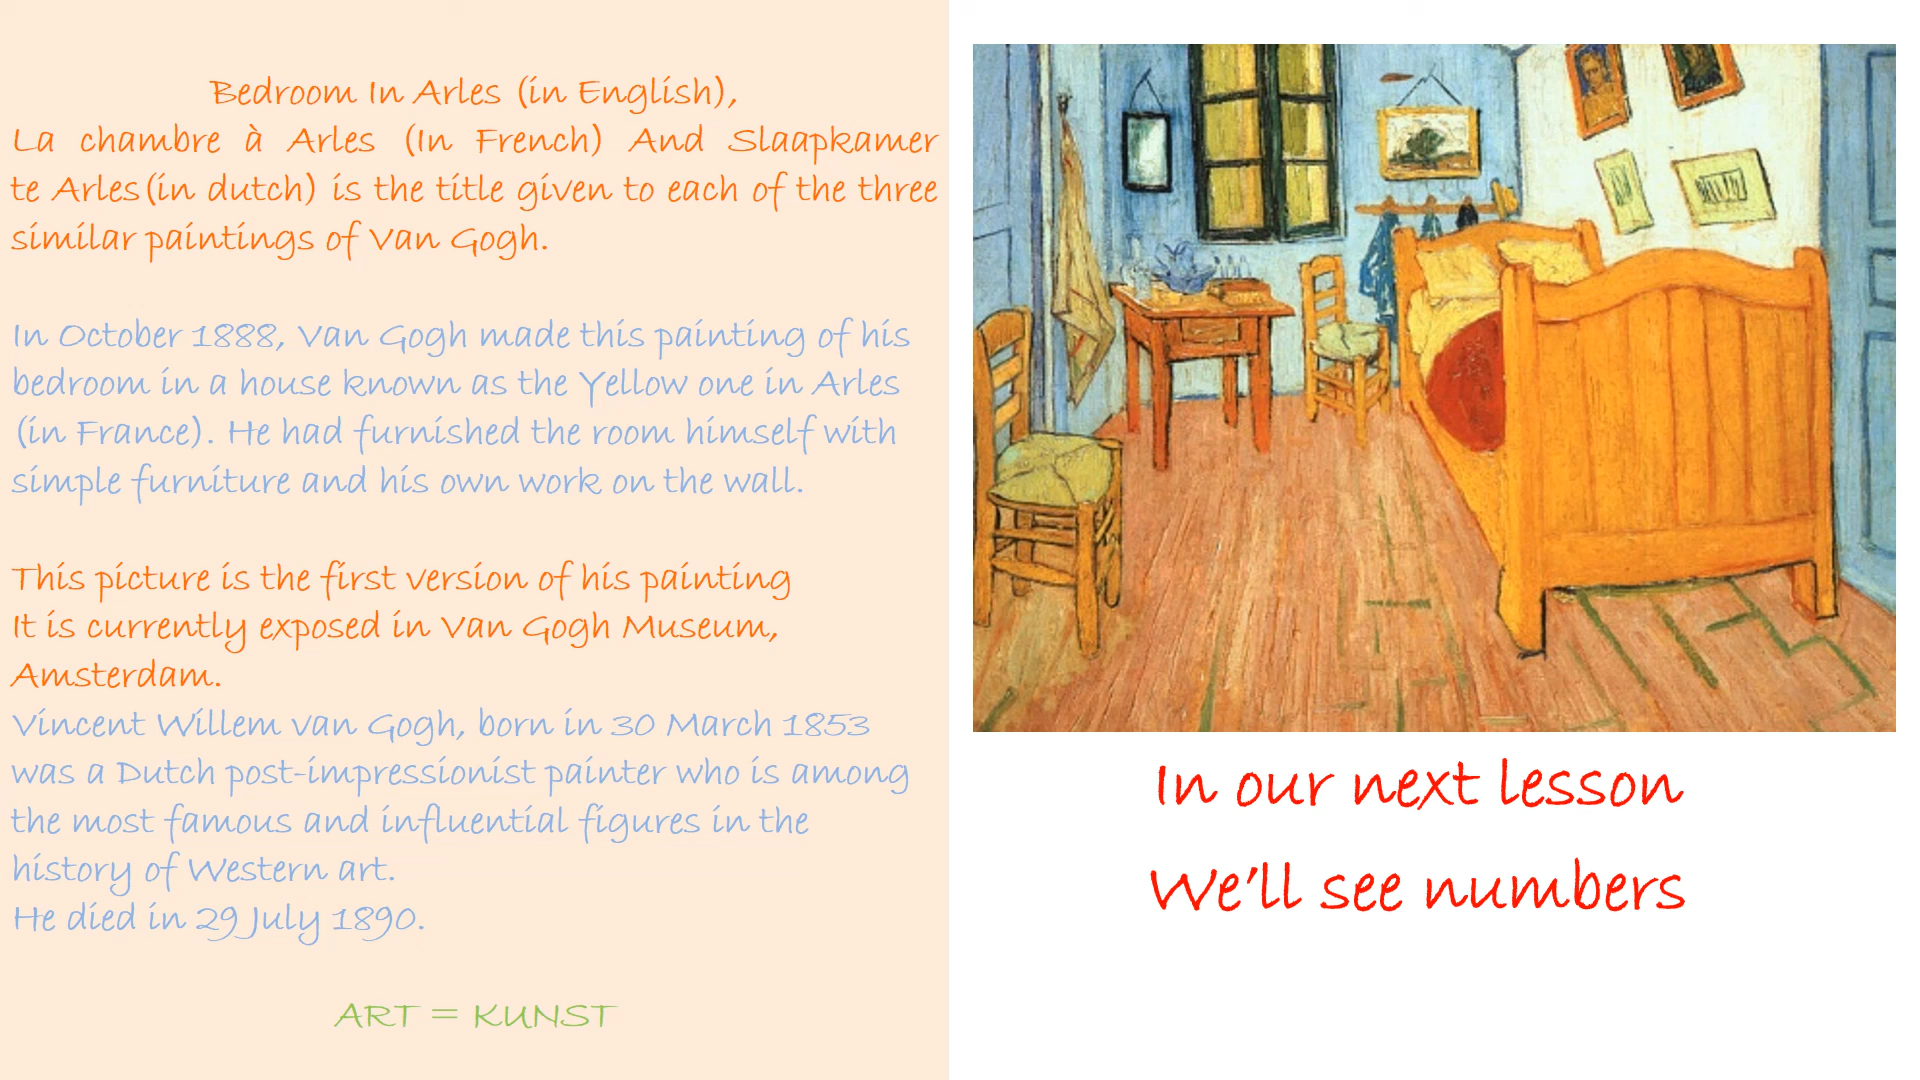 Bedroom In Arles (in English),
La chambre à Arles (In French) And Slaapkamer
te Arles(in dutch) is the title given to each of the three
similar paintings of Van Gogh.
In October 1888, Van Gogh made this painting of his
bedroom in a house known as the Yellow one in Arles
(in France). He had furnished the room himself with
simple furniture and his own work on the wall.
This picture is the first version of his painting
It is currently exposed in Van Gogh Museum,
Amsterdam.
Vincent Willem van Gogh, born in 30 March 1853
was a Dutch post-impressionist painter who is among
the most famous and influential figures in the
history of Western art.
He died in 29 July 1890.
ART = KUNST
In our next lesson
We'll see numbers